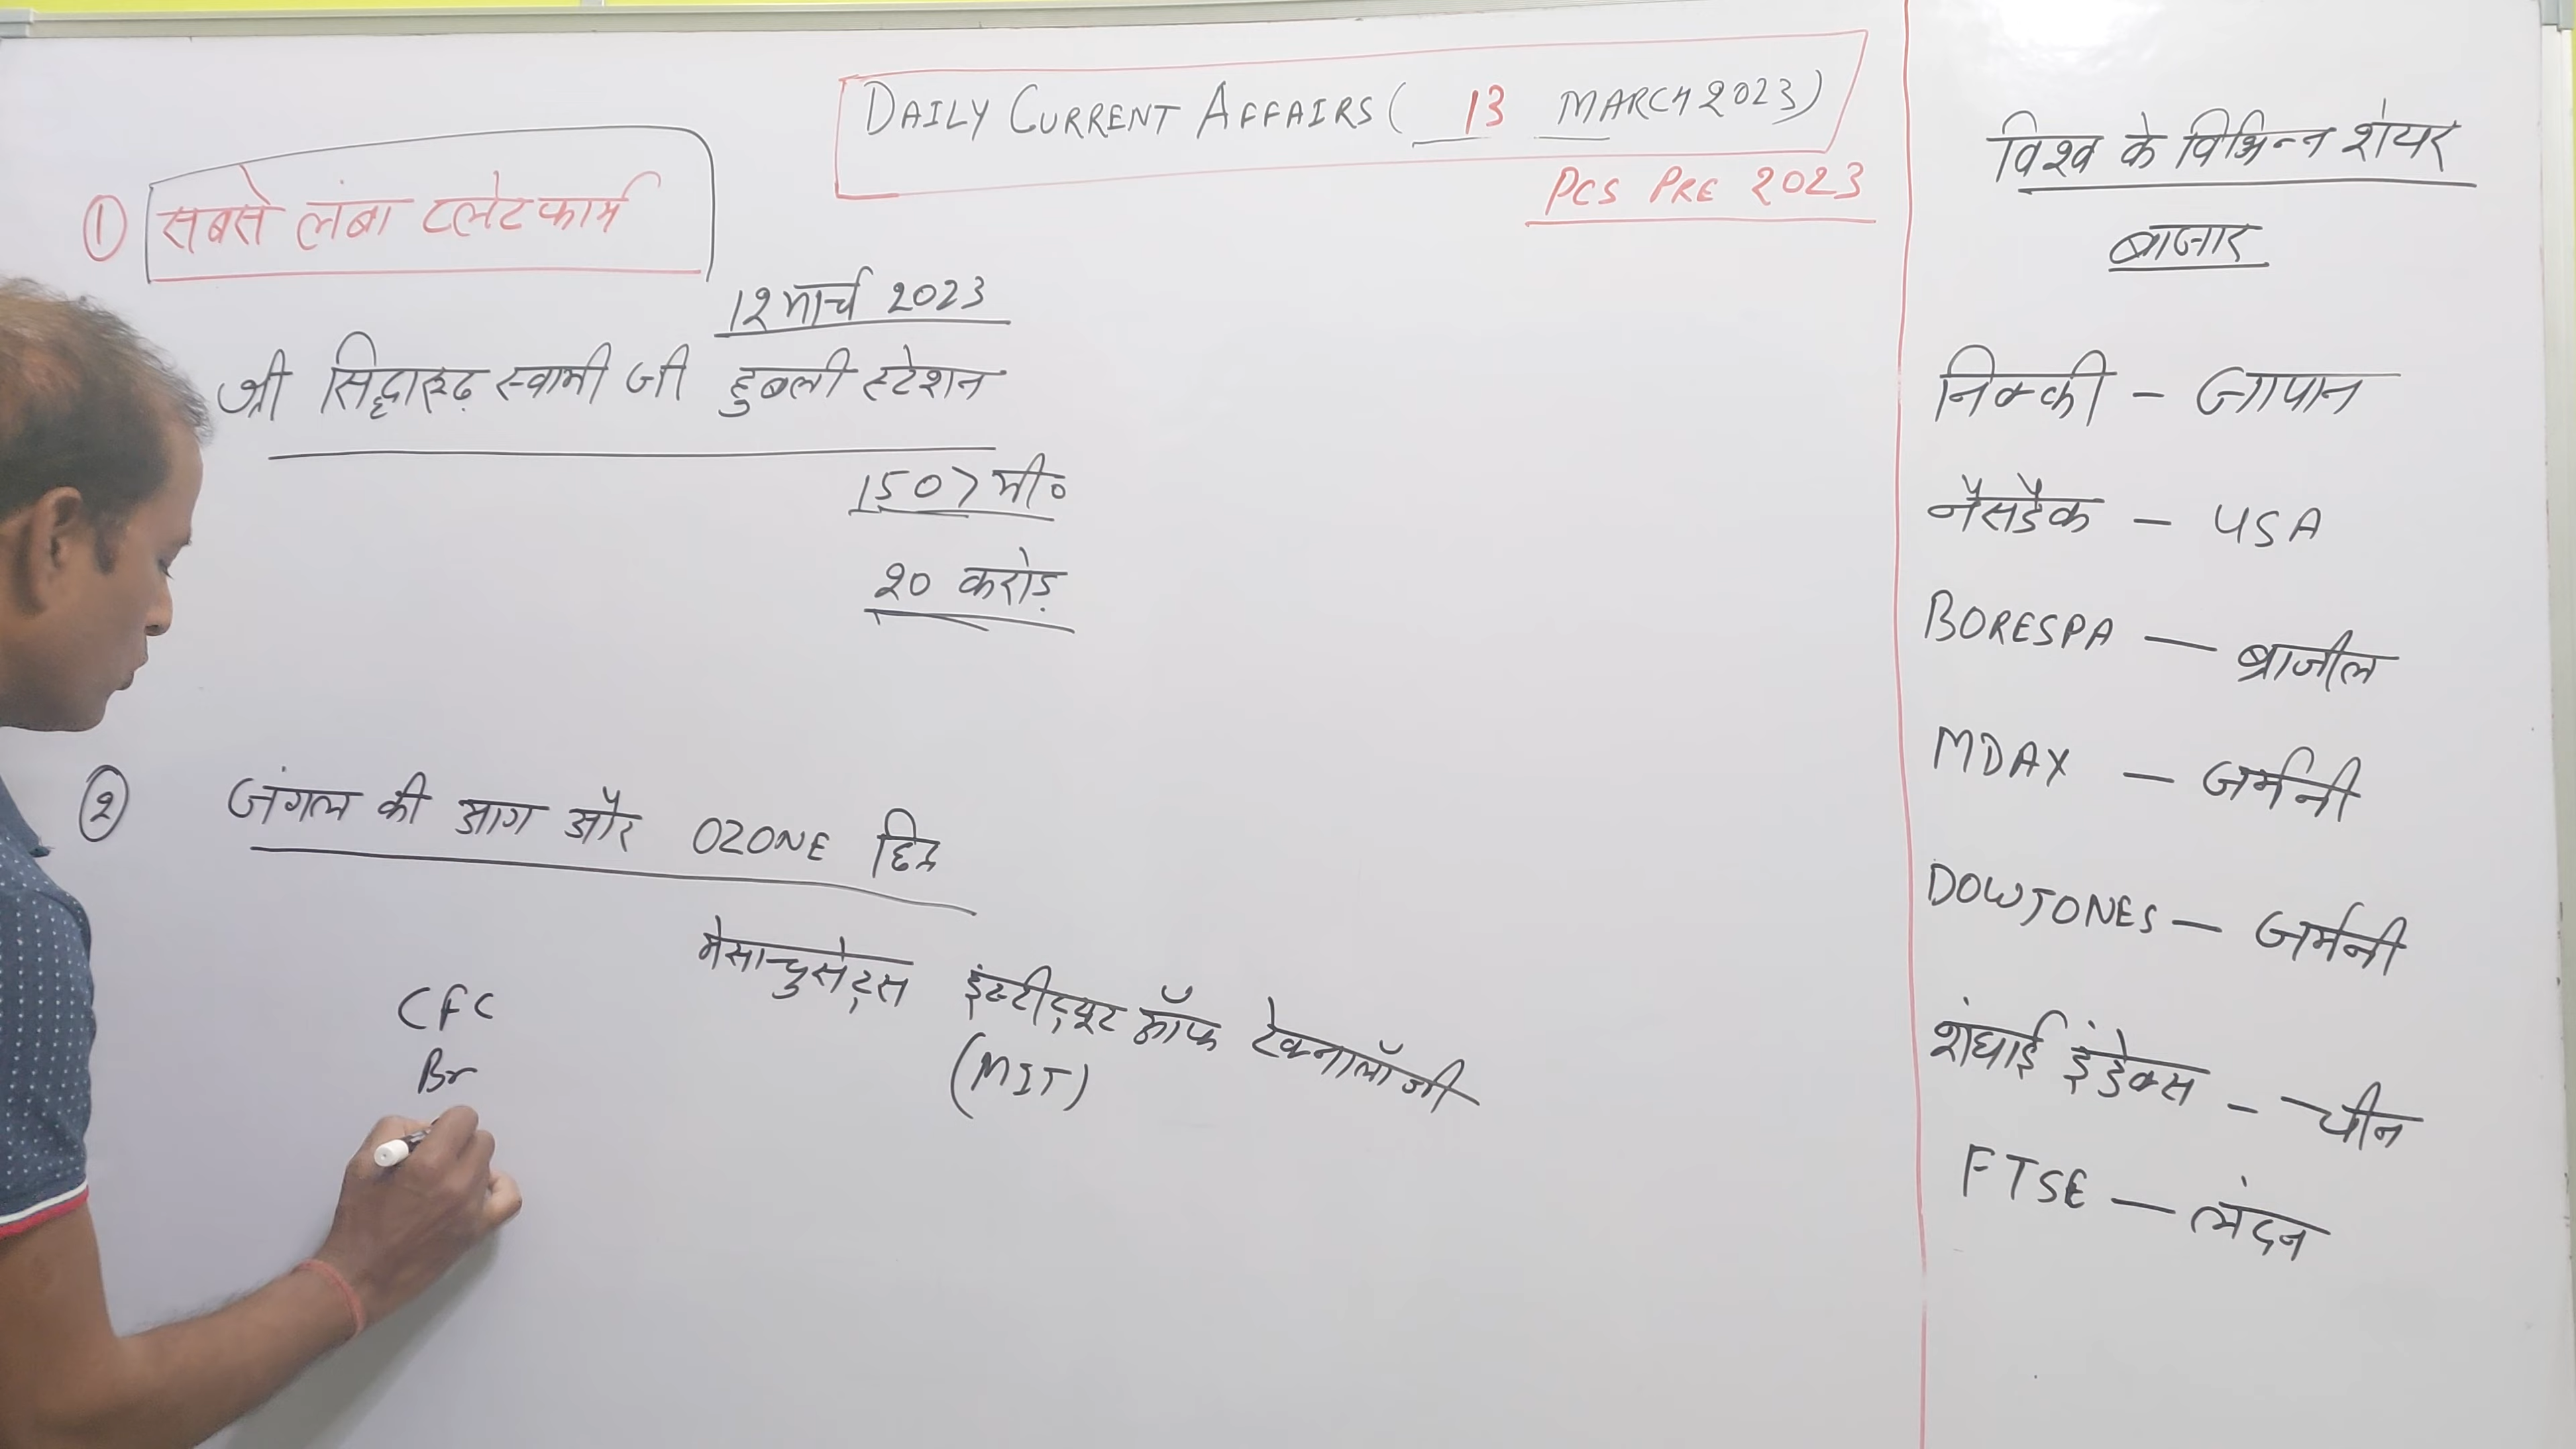 DAILY CURRENT AFFAIRS ( 13 MARCH 2023)
PCS PRE 2023
① सबसे लंबा प्लेटफार्म
12 मार्च 2023
श्री सिद्धारूढ़ स्वामी जी हुबली स्टेशन
1507 मी०
20 करोड़
② जंगल की आग और OZONE छिद्र
मेसाच्युसेट्स इंस्टीट्यूट ऑफ टेक्नालॉजी
(MIT)
CFC
Br
विश्व के विभिन्न शेयर
बाजार
निक्की - जापान
नैसडैक - USA
BORESPA - ब्राजील
MDAX - जर्मनी
DOWJONES - जर्मनी
शंघाई इंडेक्स - चीन
FTSE - लंदन